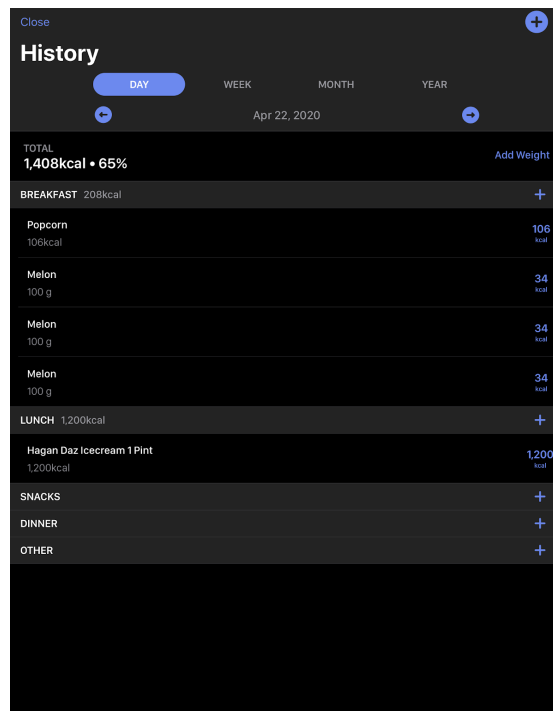 Close
History
DAY WEEK MONTH YEAR
Apr 22, 2020
TOTAL
1,408kcal • 65%
Add Weight
BREAKFAST 208kcal
Popcorn
106kcal
106
kcal
Melon
100 g
34
kcal
Melon
100 g
34
kcal
Melon
100 g
34
kcal
LUNCH 1,200kcal
Hagan Daz Icecream 1 Pint
1,200kcal
1,200
kcal
SNACKS
DINNER
OTHER